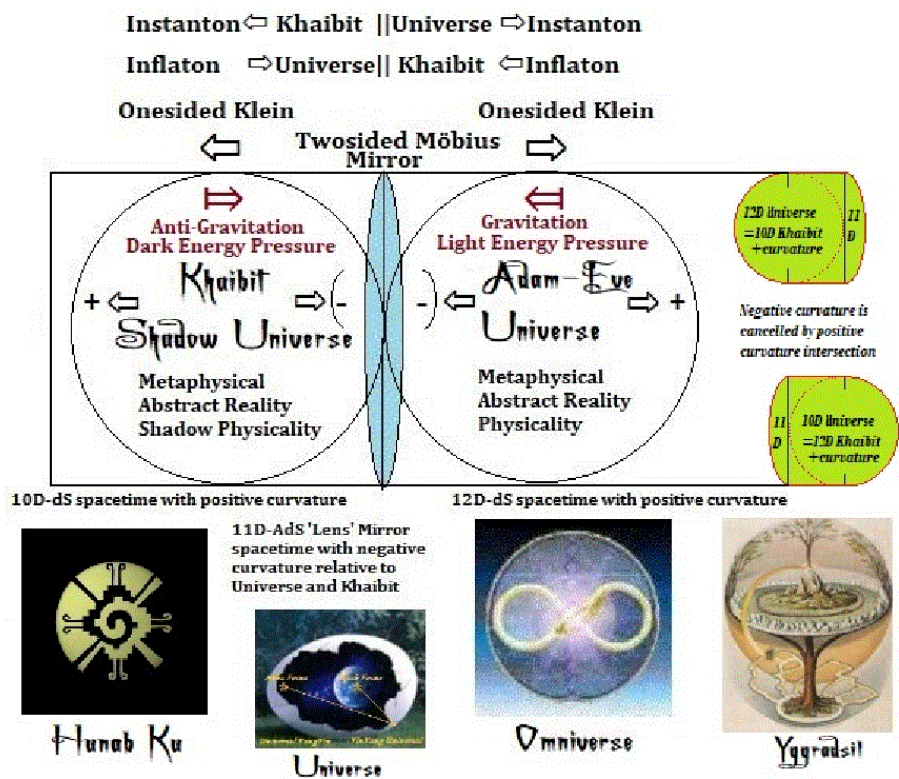 Instanton⇦ Khaibit ||Universe ⇨Instanton
Inflaton ⇨Universe|| Khaibit ⇦Inflaton
Onesided Klein
Onesided Klein
Twosided Möbius
Mirror
Anti-Gravitation
Dark Energy Pressure
Khaibit
Shadow Universe
+
-
Metaphysical
Abstract Reality
Shadow Physicality
Gravitation
Light Energy Pressure
Adam-Eve
Universe
-
+
Metaphysical
Abstract Reality
Physicality
12D Universe
=10D Khaibit
+curvature
11
D
Negative curvature is
cancelled by positive
curvature intersection
11
D
10D Universe
=12D Khaibit
+curvature
10D-dS spacetime with positive curvature
12D-dS spacetime with positive curvature
11D-AdS 'Lens' Mirror
spacetime with negative
curvature relative to
Universe and Khaibit
Hunab Ku
Universe
Omniverse
Yggradsil